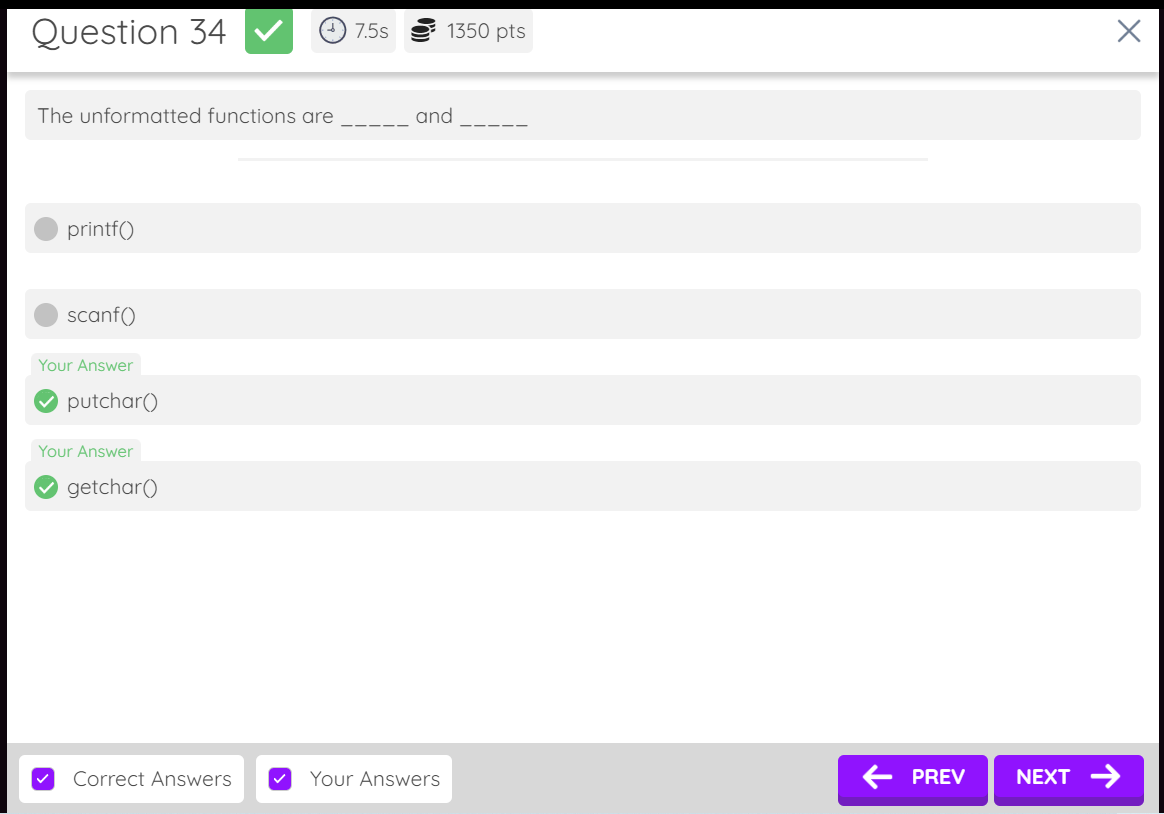 Question 34 7.5s 1350 pts
The unformatted functions are _____ and _____
printf()
scanf()
Your Answer
putchar()
Your Answer
getchar()
Correct Answers Your Answers PREV NEXT